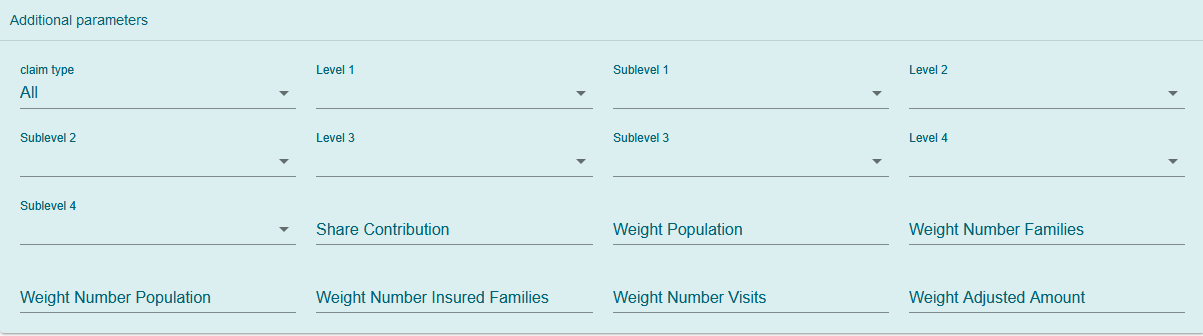 Additional parameters
claim type
Level 1
Sublevel 1
Level 2
All
Sublevel 2
Level 3
Sublevel 3
Level 4
Sublevel 4
Share Contribution
Weight Population
Weight Number Families
Weight Number Population
Weight Number Insured Families
Weight Number Visits
Weight Adjusted Amount